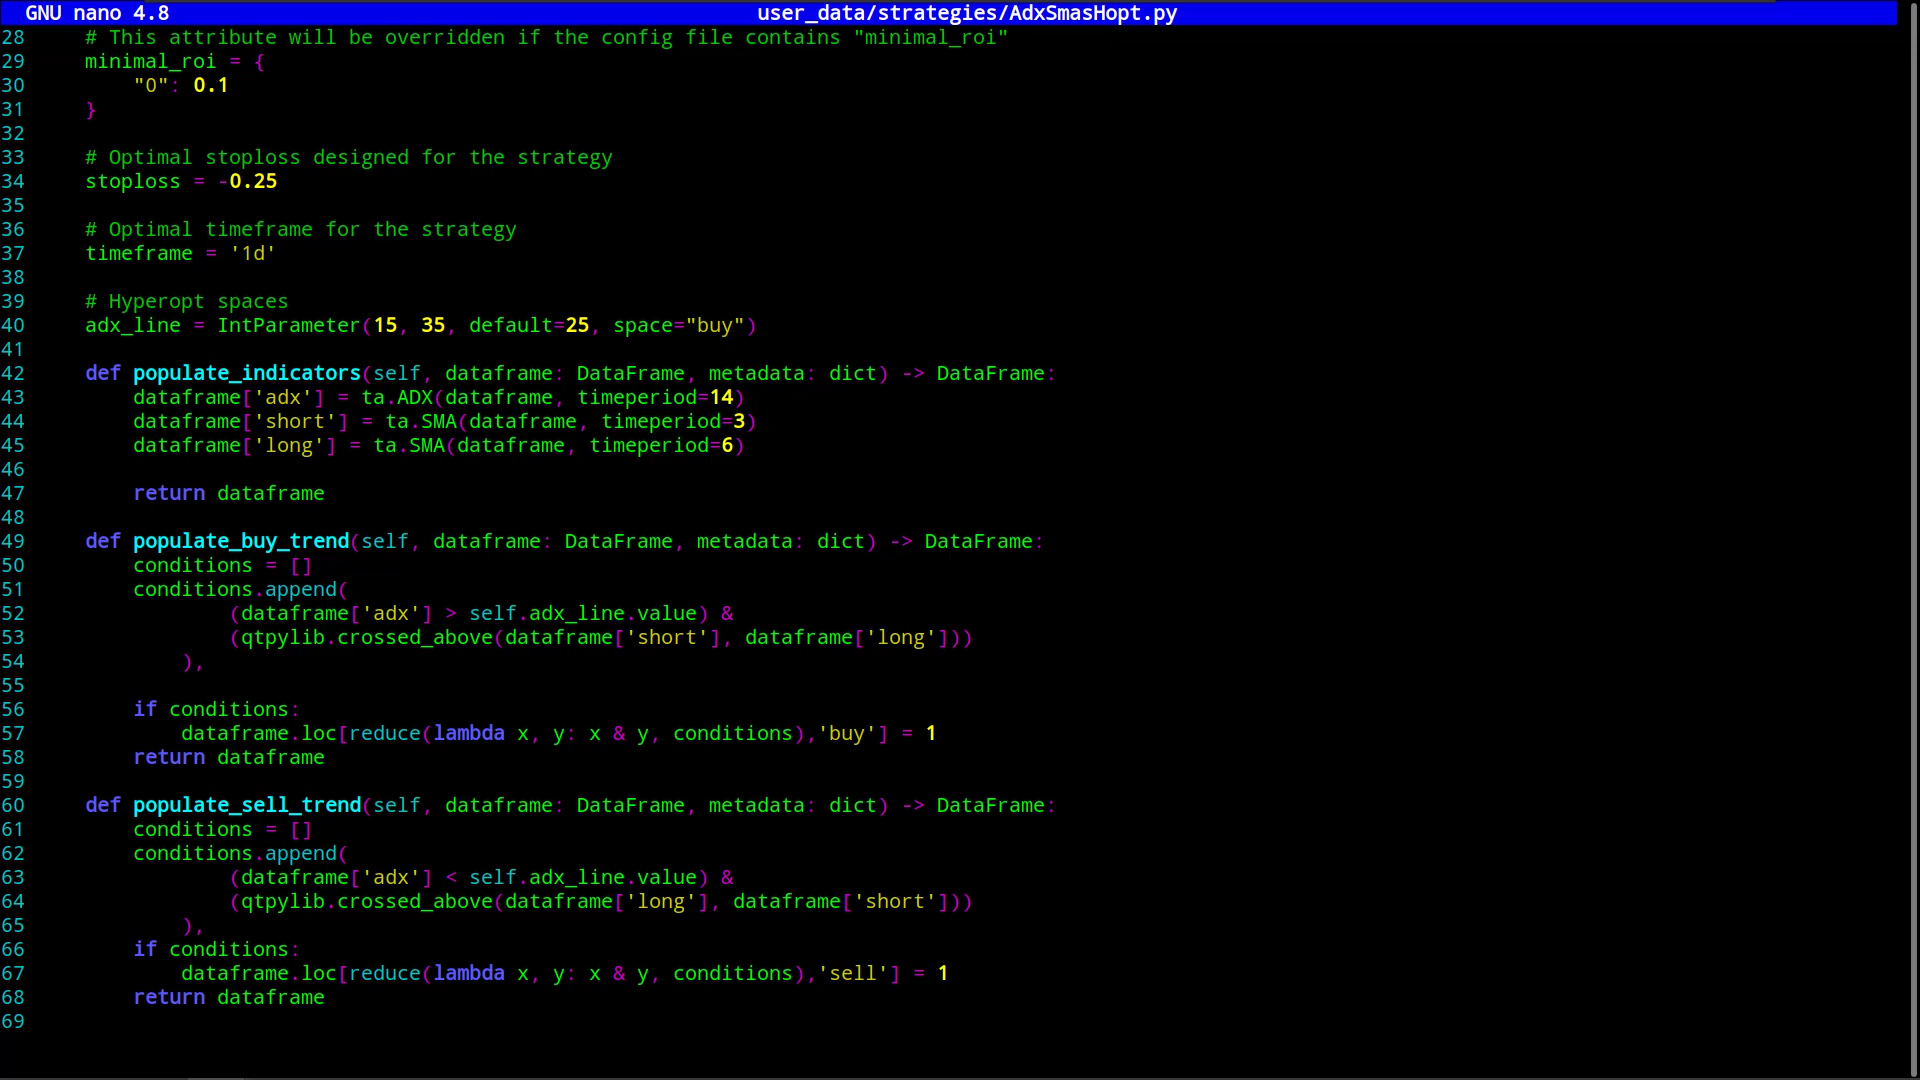 GNU nano 4.8 user_data/strategies/AdxSmasHopt.py
28     # This attribute will be overridden if the config file contains "minimal_roi"
29     minimal_roi = {
30         "0": 0.1
31     }
32
33     # Optimal stoploss designed for the strategy
34     stoploss = -0.25
35
36     # Optimal timeframe for the strategy
37     timeframe = '1d'
38
39     # Hyperopt spaces
40     adx_line = IntParameter(15, 35, default=25, space="buy")
41
42     def populate_indicators(self, dataframe: DataFrame, metadata: dict) -> DataFrame:
43         dataframe['adx'] = ta.ADX(dataframe, timeperiod=14)
44         dataframe['short'] = ta.SMA(dataframe, timeperiod=3)
45         dataframe['long'] = ta.SMA(dataframe, timeperiod=6)
46
47         return dataframe
48
49     def populate_buy_trend(self, dataframe: DataFrame, metadata: dict) -> DataFrame:
50         conditions = []
51         conditions.append(
52                 (dataframe['adx'] > self.adx_line.value) &
53                 (qtpylib.crossed_above(dataframe['short'], dataframe['long']))
54             ),
55
56         if conditions:
57             dataframe.loc[reduce(lambda x, y: x & y, conditions),'buy'] = 1
58         return dataframe
59
60     def populate_sell_trend(self, dataframe: DataFrame, metadata: dict) -> DataFrame:
61         conditions = []
62         conditions.append(
63                 (dataframe['adx'] < self.adx_line.value) &
64                 (qtpylib.crossed_above(dataframe['long'], dataframe['short']))
65             ),
66         if conditions:
67             dataframe.loc[reduce(lambda x, y: x & y, conditions),'sell'] = 1
68         return dataframe
69